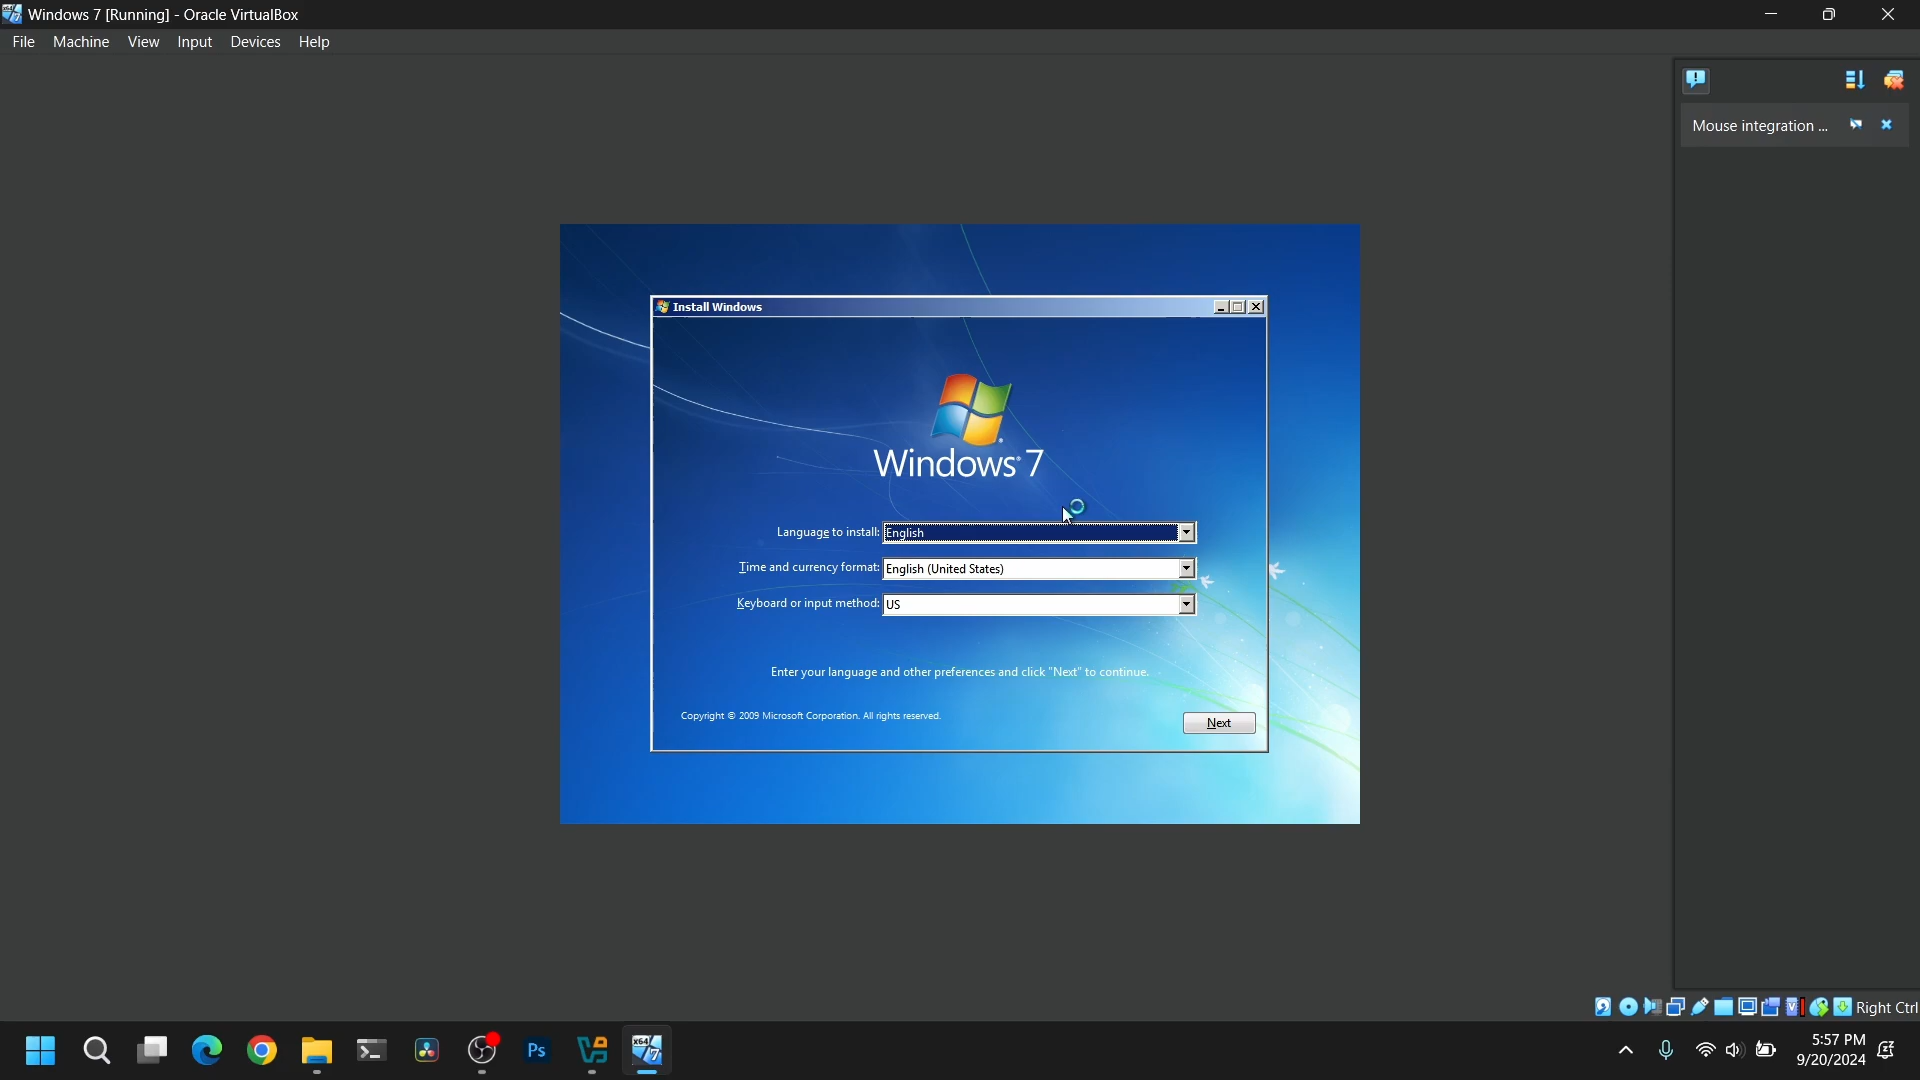 Windows 7 [Running] - Oracle VirtualBox
File Machine View Input Devices Help
Mouse integration ...
Install Windows
Windows® 7
Language to install: English
Time and currency format: English (United States)
Keyboard or input method: US
Enter your language and other preferences and click "Next" to continue.
Copyright © 2009 Microsoft Corporation. All rights reserved.
Next
Right Ctrl
Ps
x64
7
5:57 PM
9/20/2024